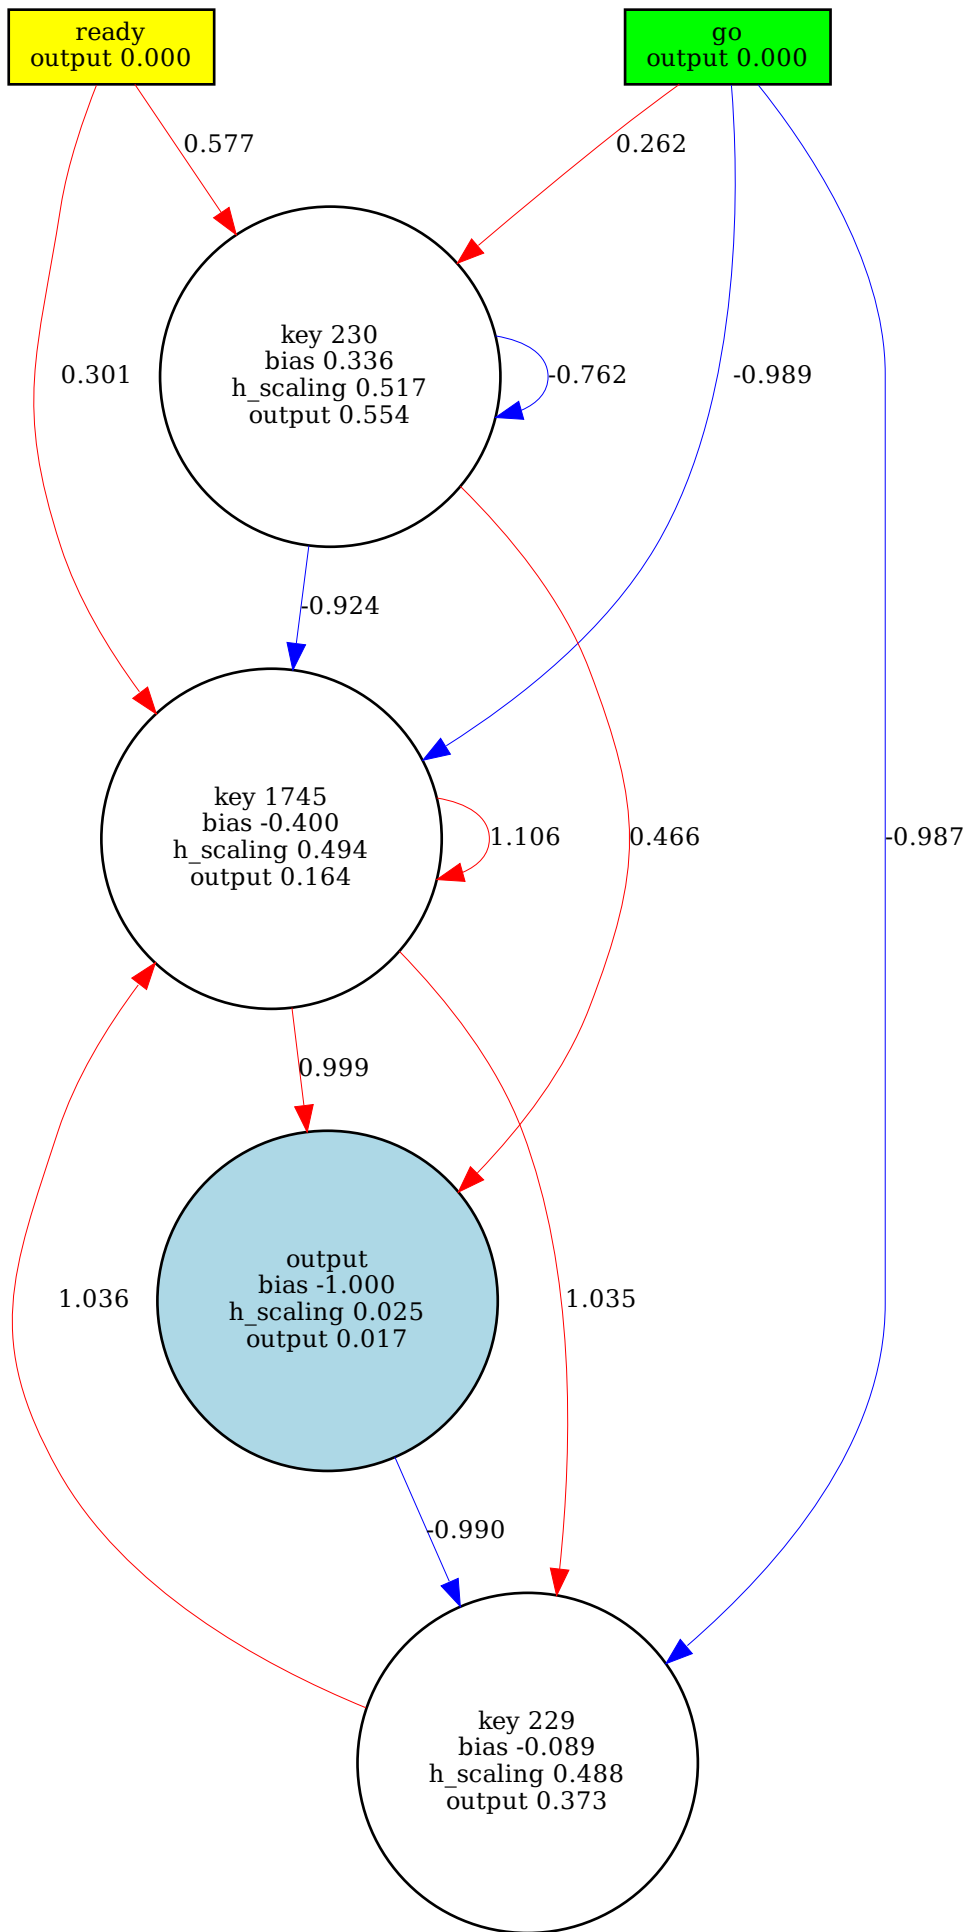 ready
output 0.000
go
output 0.000
0.577
0.262
key 230
bias 0.336
h_scaling 0.517
output 0.554
0.301
-0.762
-0.989
-0.924
key 1745
bias -0.400
h_scaling 0.494
output 0.164
1.106
0.466
-0.987
0.999
output
bias -1.000
h_scaling 0.025
output 0.017
1.036
1.035
-0.990
key 229
bias -0.089
h_scaling 0.488
output 0.373